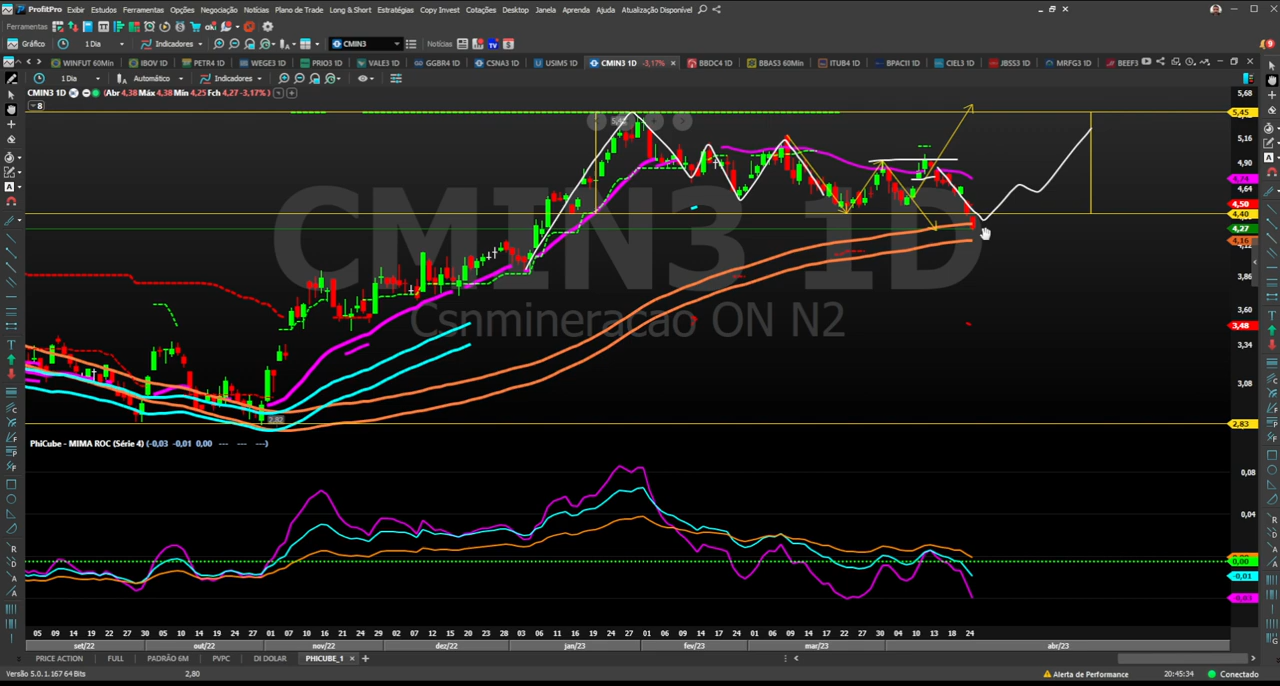 ProfitPro Exibir Estudos Ferramentas Opções Negociação Notícias Plano de Trade Long & Short Estratégias Copy Invest Cotações Desktop Janela Aprenda Ajuda Atualização Disponível
Ferramentas
Gráfico 1 Dia Indicadores CMIN3 Notícias
WINFUT 60Min IBOV 1D PETR4 1D WEGE3 1D PRIO3 1D VALE3 1D GGBR4 1D CSNA3 1D USIM5 1D CMIN3 1D -3,17% BBDC4 1D BBAS3 60Min ITUB4 1D BPAC11 1D CIEL3 1D JBSS3 1D MRFG3 1D BEEF3
1 Dia Automático Indicadores
CMIN3 1D (Abr 4,38 Máx 4,38 Mín 4,25 Fch 4,27 -3,17%)
8
CMIN3 1D
Csnmineracao ON N2
5,68
5,45
5,16
4,90
4,74
4,64
4,50
4,40
4,27
4,16
4,12
3,86
3,60
3,48
3,34
3,08
2,83
PhiCube - MIMA ROC (Série 4) (-0,03 -0,01 0,00 --- --- ---)
0,08
0,04
0,00
-0,01
-0,03
05 09 14 19 22 27 30 05 10 14 19 24 27 01 07 10 16 21 24 29 02 07 12 15 20 23 28 03 06 11 16 19 24 27 01 06 09 14 17 24 01 06 09 14 17 22 27 30 04 10 13 18 24
set/22 out/22 nov/22 dez/22 jan/23 fev/23 mar/23 abr/23
PRICE ACTION FULL PADRÃO 6M PVPC DI DOLAR PHICUBE_1
Versão 5.0.1.167 64 Bits 2,80 Alerta de Performance 20:45:34 Conectado